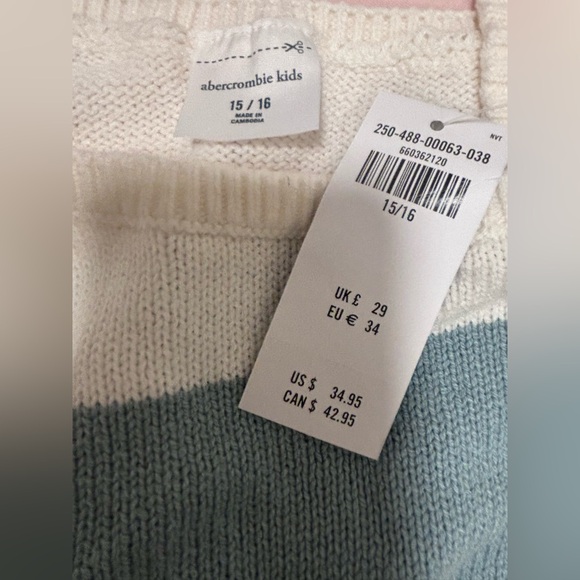 abercrombie kids
15 / 16
MADE IN
CAMBODIA
NVT
250-488-00063-038
660362120
15/16
UK £ 29
EU € 34
US $ 34.95
CAN $ 42.95